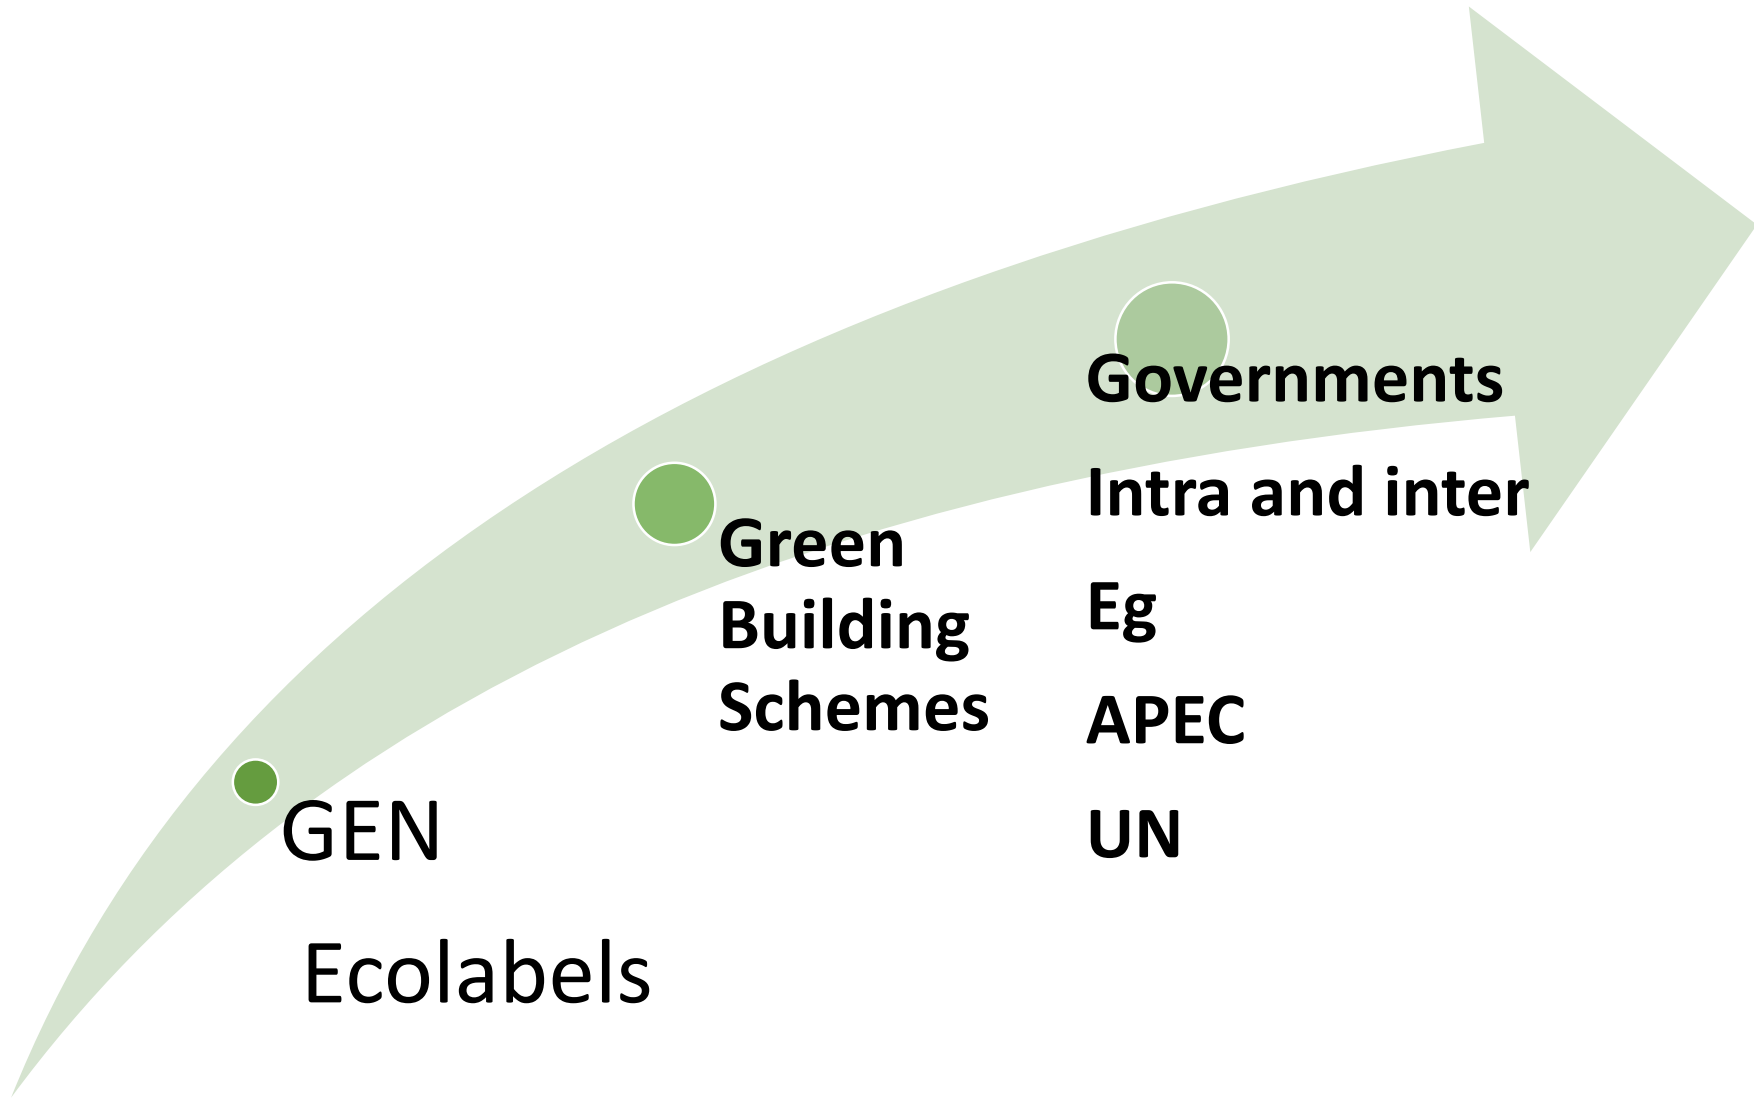 GEN
Ecolabels
Green
Building
Schemes
Governments
Intra and inter
Eg
APEC
UN